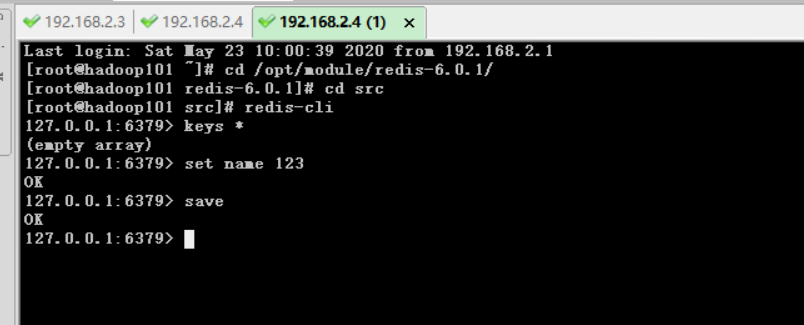 192.168.2.3 192.168.2.4 192.168.2.4 (1) ×
Last login: Sat May 23 10:00:39 2020 from 192.168.2.1
[root@hadoop101 ~]# cd /opt/module/redis-6.0.1/
[root@hadoop101 redis-6.0.1]# cd src
[root@hadoop101 src]# redis-cli
127.0.0.1:6379> keys *
(empty array)
127.0.0.1:6379> set name 123
OK
127.0.0.1:6379> save
OK
127.0.0.1:6379>